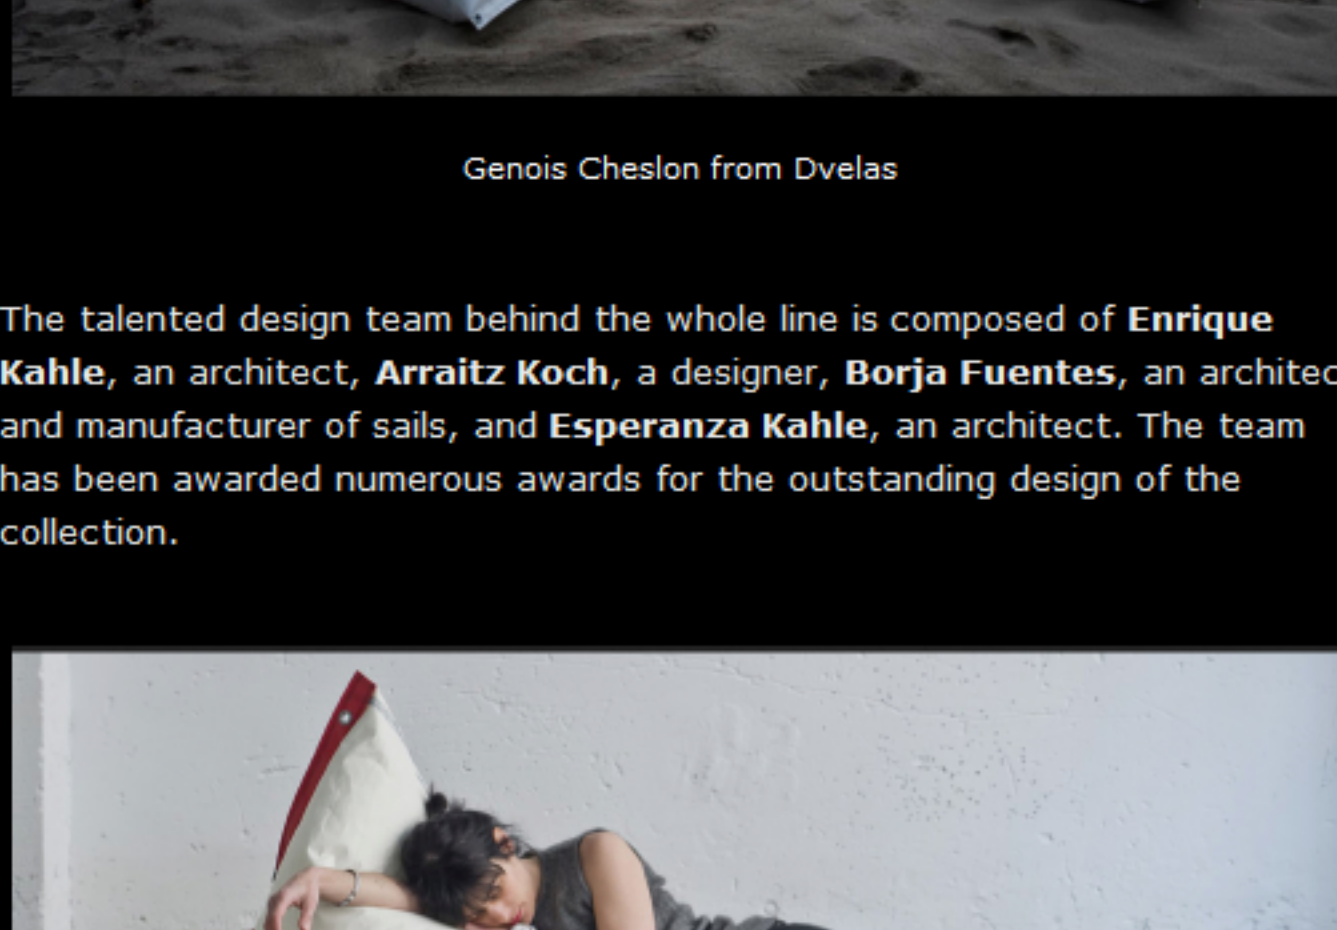 Genois Cheslon from Dvelas
The talented design team behind the whole line is composed of Enrique
Kahle, an architect, Arraitz Koch, a designer, Borja Fuentes, an architec
and manufacturer of sails, and Esperanza Kahle, an architect. The team
has been awarded numerous awards for the outstanding design of the
collection.